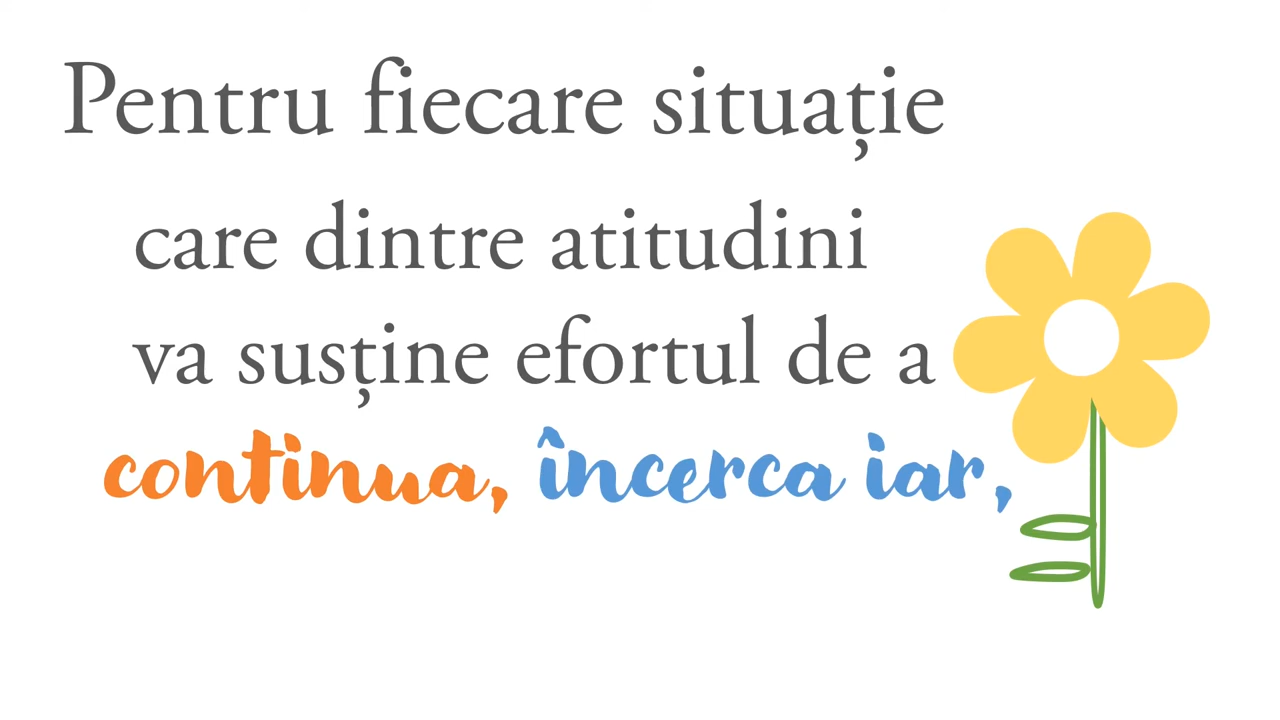 Pentru fiecare situație
care dintre atitudini
va susține efortul de a
continua, încerca iar,